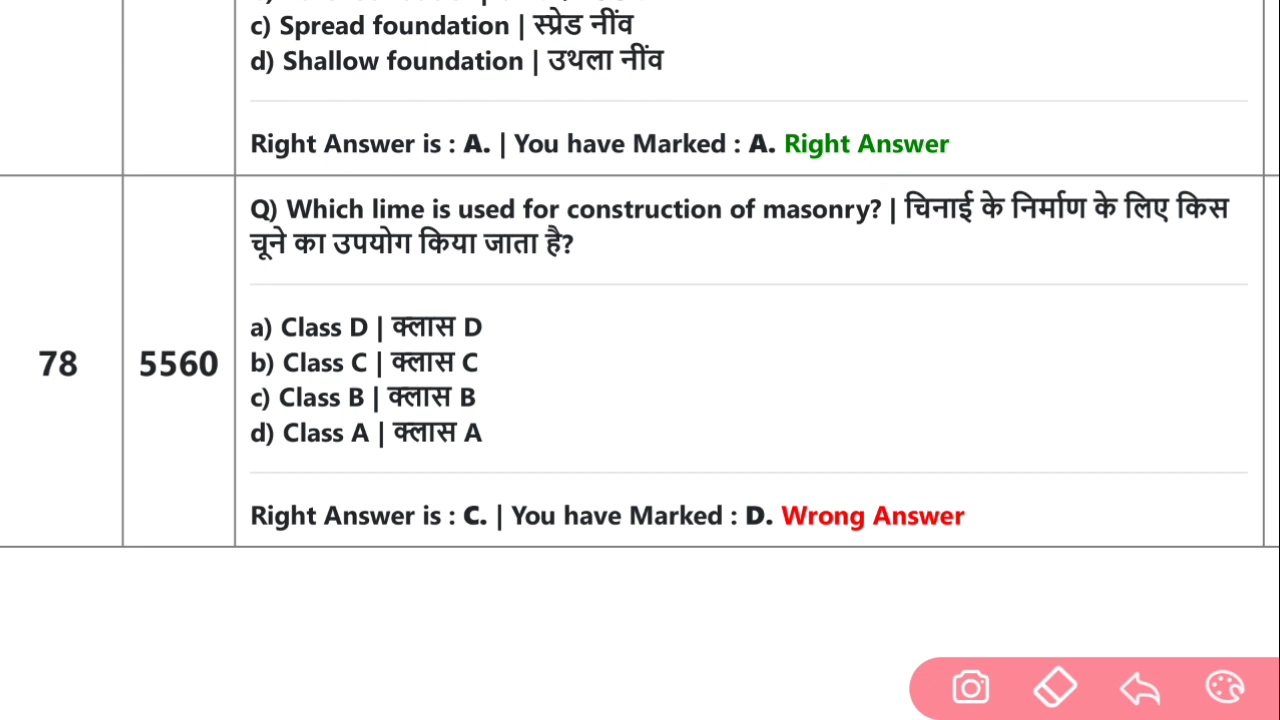 c) Spread foundation | स्प्रेड नींव
d) Shallow foundation | उथला नींव
Right Answer is : A. | You have Marked : A. Right Answer
78
5560
Q) Which lime is used for construction of masonry? | चिनाई के निर्माण के लिए किस
चूने का उपयोग किया जाता है?
a) Class D | क्लास D
b) Class C | क्लास C
c) Class B | क्लास B
d) Class A | क्लास A
Right Answer is : C. | You have Marked : D. Wrong Answer